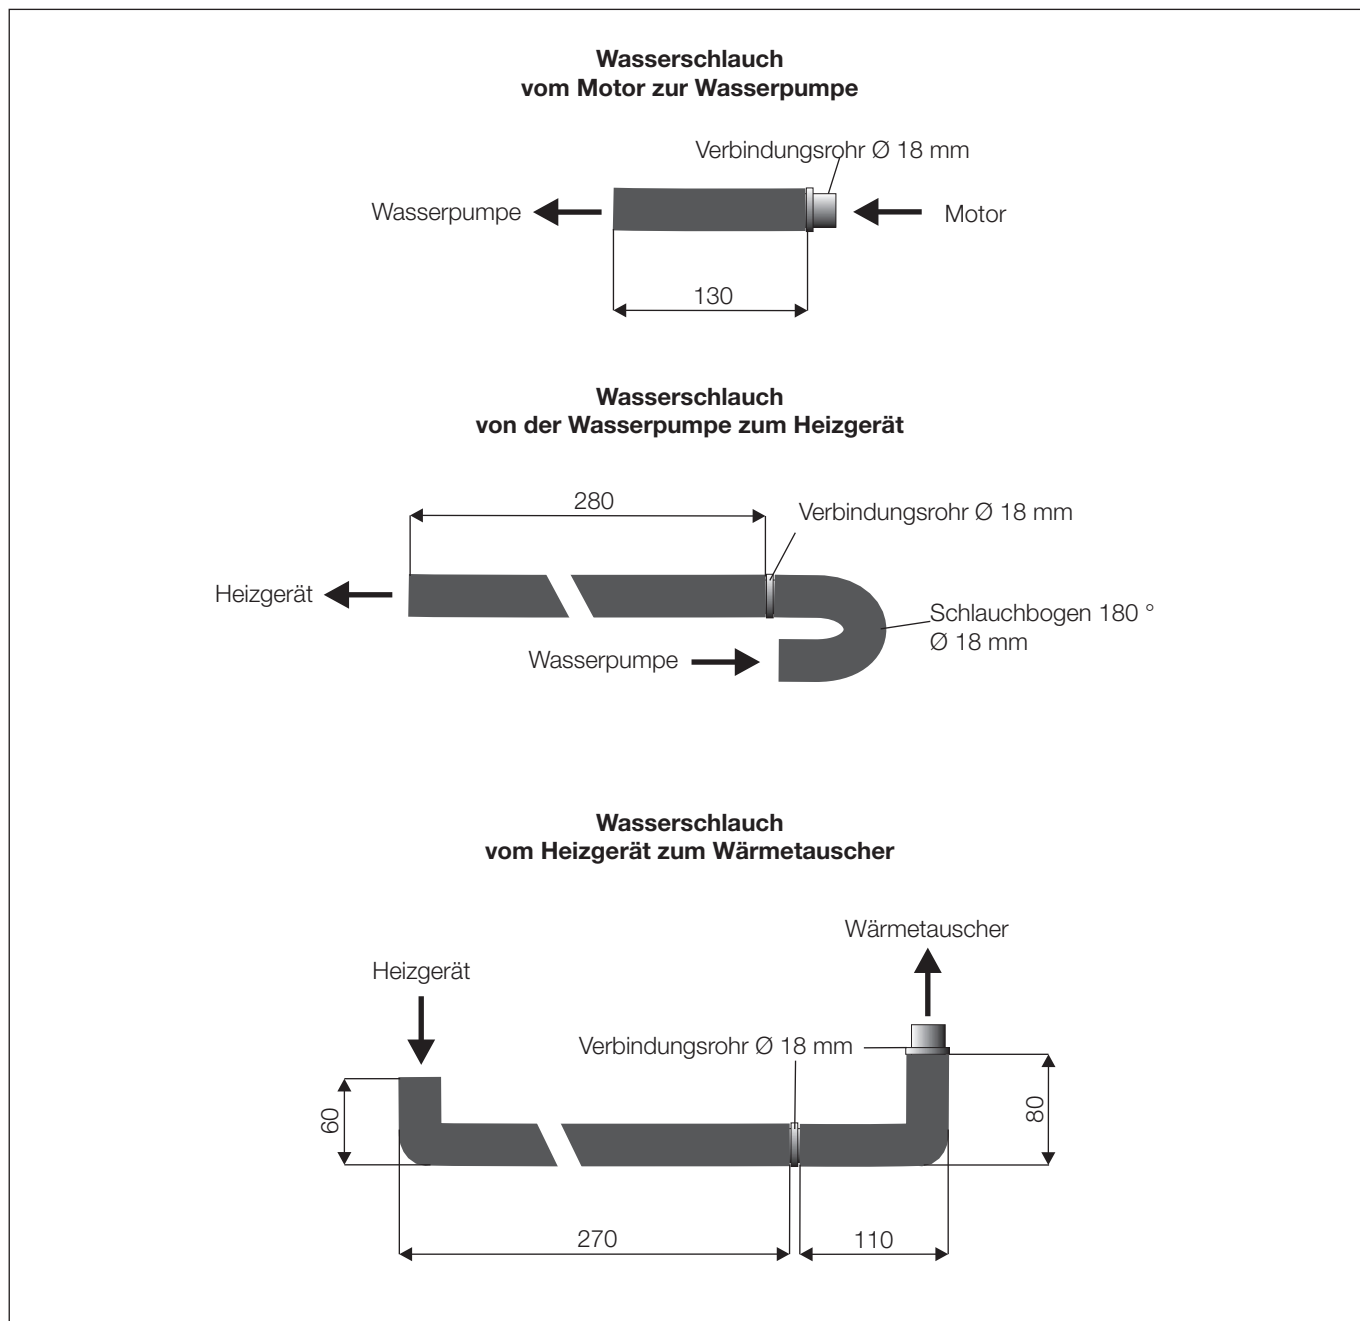 Wasserschlauch
vom Motor zur Wasserpumpe
Verbindungsrohr Ø 18 mm
Wasserpumpe
Motor
130
Wasserschlauch
von der Wasserpumpe zum Heizgerät
280
Verbindungsrohr Ø 18 mm
Heizgerät
Schlauchbogen 180 °
Ø 18 mm
Wasserpumpe
Wasserschlauch
vom Heizgerät zum Wärmetauscher
Wärmetauscher
Heizgerät
Verbindungsrohr Ø 18 mm
60
80
270
110